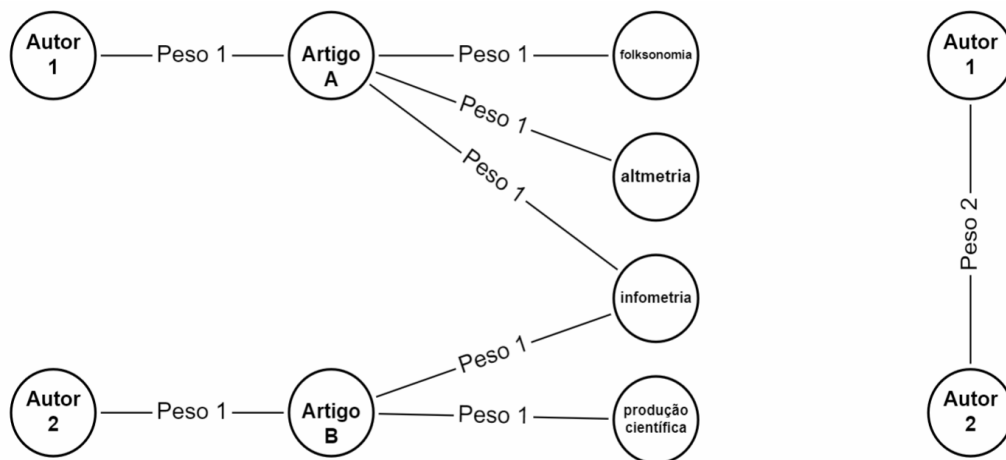 Autor
1
Peso 1
Artigo
A
Peso 1
folksonomia
Peso 1
altmetria
Peso 1
infometria
Autor
2
Peso 1
Artigo
B
Peso 1
Peso 1
produção
científica
Autor
1
Peso 2
Autor
2